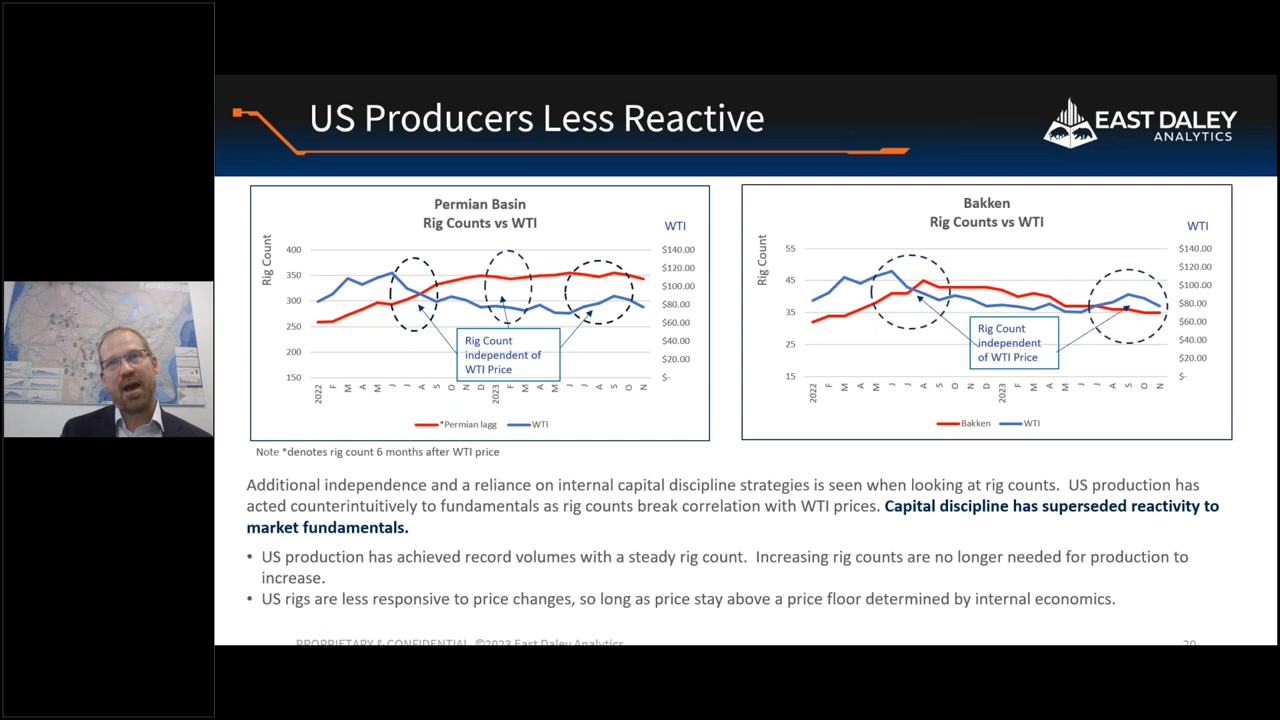 US Producers Less Reactive
EAST DALEY
ANALYTICS
Permian Basin
Rig Counts vs WTI
WTI
Rig Count
400
350
300
250
200
150
$140.00
$120.00
$100.00
$80.00
$60.00
$40.00
$20.00
$-
Rig Count
independent of
WTI Price
2022 F M A M J J A S O N D 2023 F M A M J J A S O N
*Permian lagg WTI
Note *denotes rig count 6 months after WTI price
Bakken
Rig Counts vs WTI
WTI
Rig Count
55
45
35
25
15
$140.00
$120.00
$100.00
$80.00
$60.00
$40.00
$20.00
$-
Rig Count
independent
of WTI Price
2022 F M A M J J A S O N D 2023 F M A M J J A S O N
Bakken WTI
Additional independence and a reliance on internal capital discipline strategies is seen when looking at rig counts. US production has
acted counterintuitively to fundamentals as rig counts break correlation with WTI prices. Capital discipline has superseded reactivity to
market fundamentals.
• US production has achieved record volumes with a steady rig count. Increasing rig counts are no longer needed for production to
increase.
• US rigs are less responsive to price changes, so long as price stay above a price floor determined by internal economics.
PROPRIETARY & CONFIDENTIAL ©2023 East Daley Analytics
20